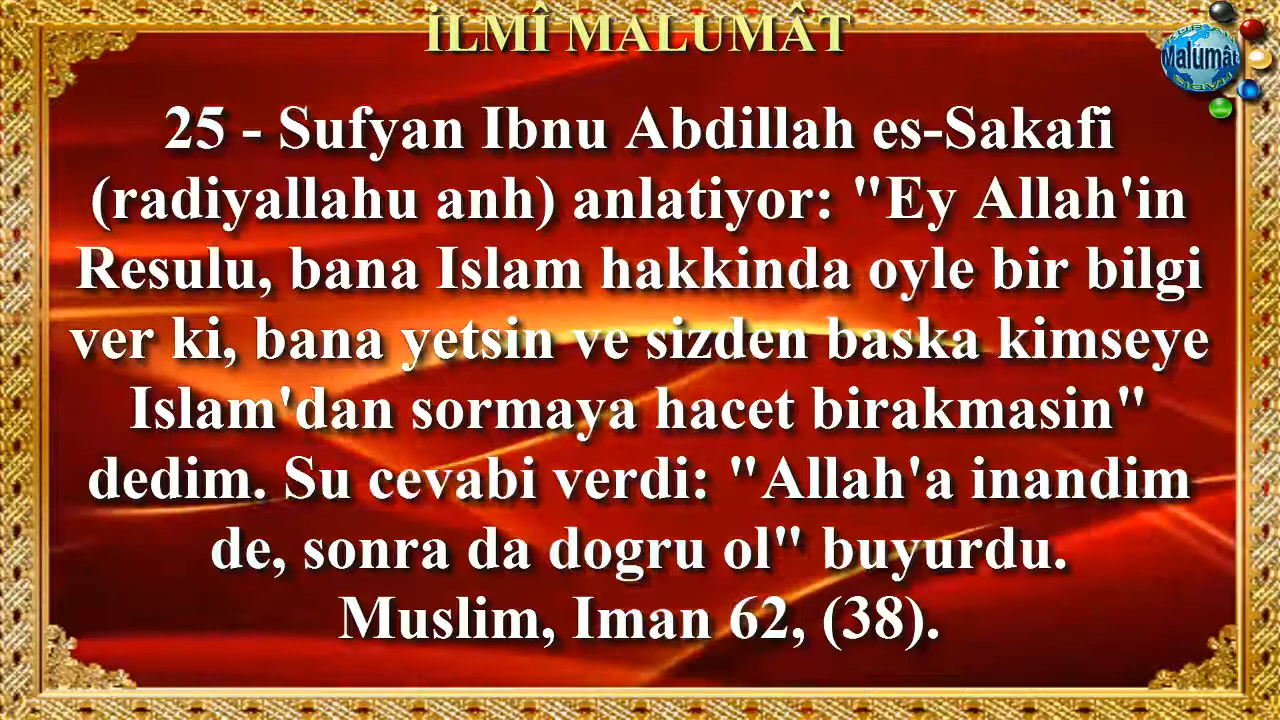 İLMÎ MALUMÂT
Malumât
25 - Sufyan Ibnu Abdillah es-Sakafi
(radiyallahu anh) anlatiyor: "Ey Allah'in
Resulu, bana Islam hakkinda oyle bir bilgi
ver ki, bana yetsin ve sizden baska kimseye
Islam'dan sormaya hacet birakmasin"
dedim. Su cevabi verdi: "Allah'a inandim
de, sonra da dogru ol" buyurdu.
Muslim, Iman 62, (38).